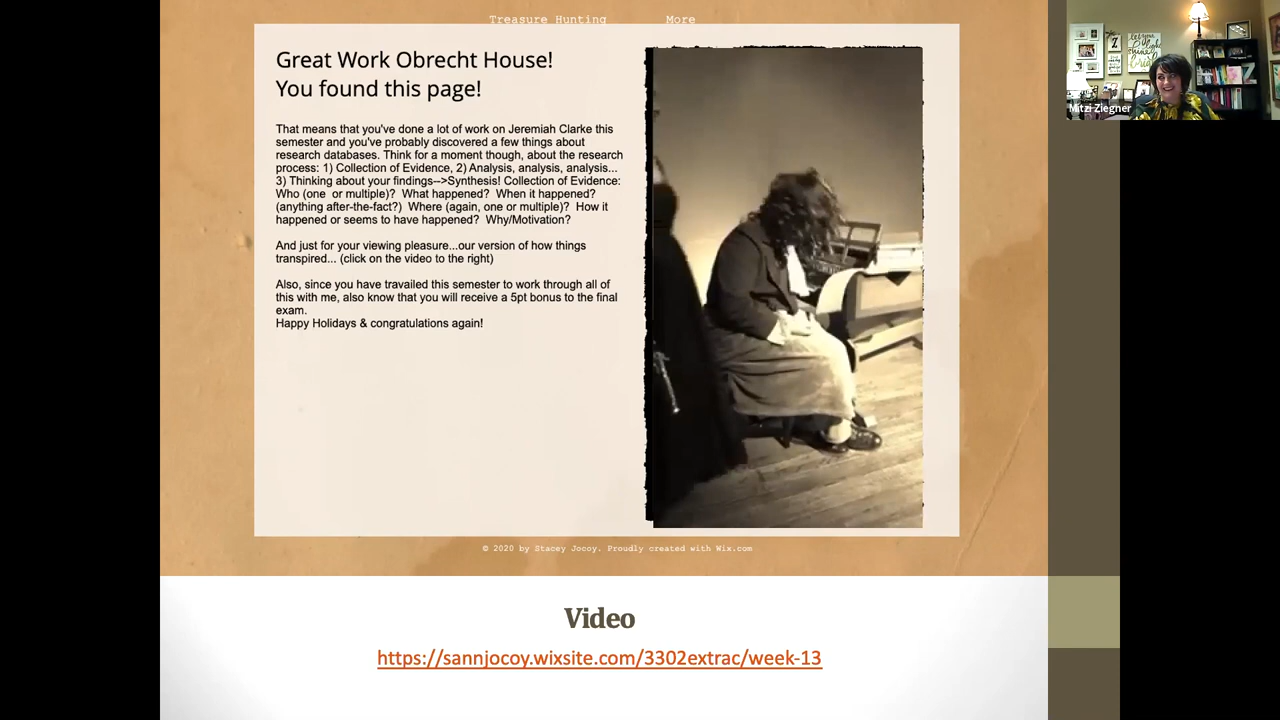 Treasure Hunting More
Great Work Obrecht House!
You found this page!
That means that you've done a lot of work on Jeremiah Clarke this
semester and you've probably discovered a few things about
research databases. Think for a moment though, about the research
process: 1) Collection of Evidence, 2) Analysis, analysis, analysis...
3) Thinking about your findings-->Synthesis! Collection of Evidence:
Who (one or multiple)? What happened? When it happened?
(anything after-the-fact?) Where (again, one or multiple)? How it
happened or seems to have happened? Why/Motivation?
And just for your viewing pleasure...our version of how things
transpired... (click on the video to the right)
Also, since you have travailed this semester to work through all of
this with me, also know that you will receive a 5pt bonus to the final
exam.
Happy Holidays & congratulations again!
© 2020 by Stacey Jocoy. Proudly created with Wix.com
Video
https://sannjocoy.wixsite.com/3302extrac/week-13
Mitzi Ziegner